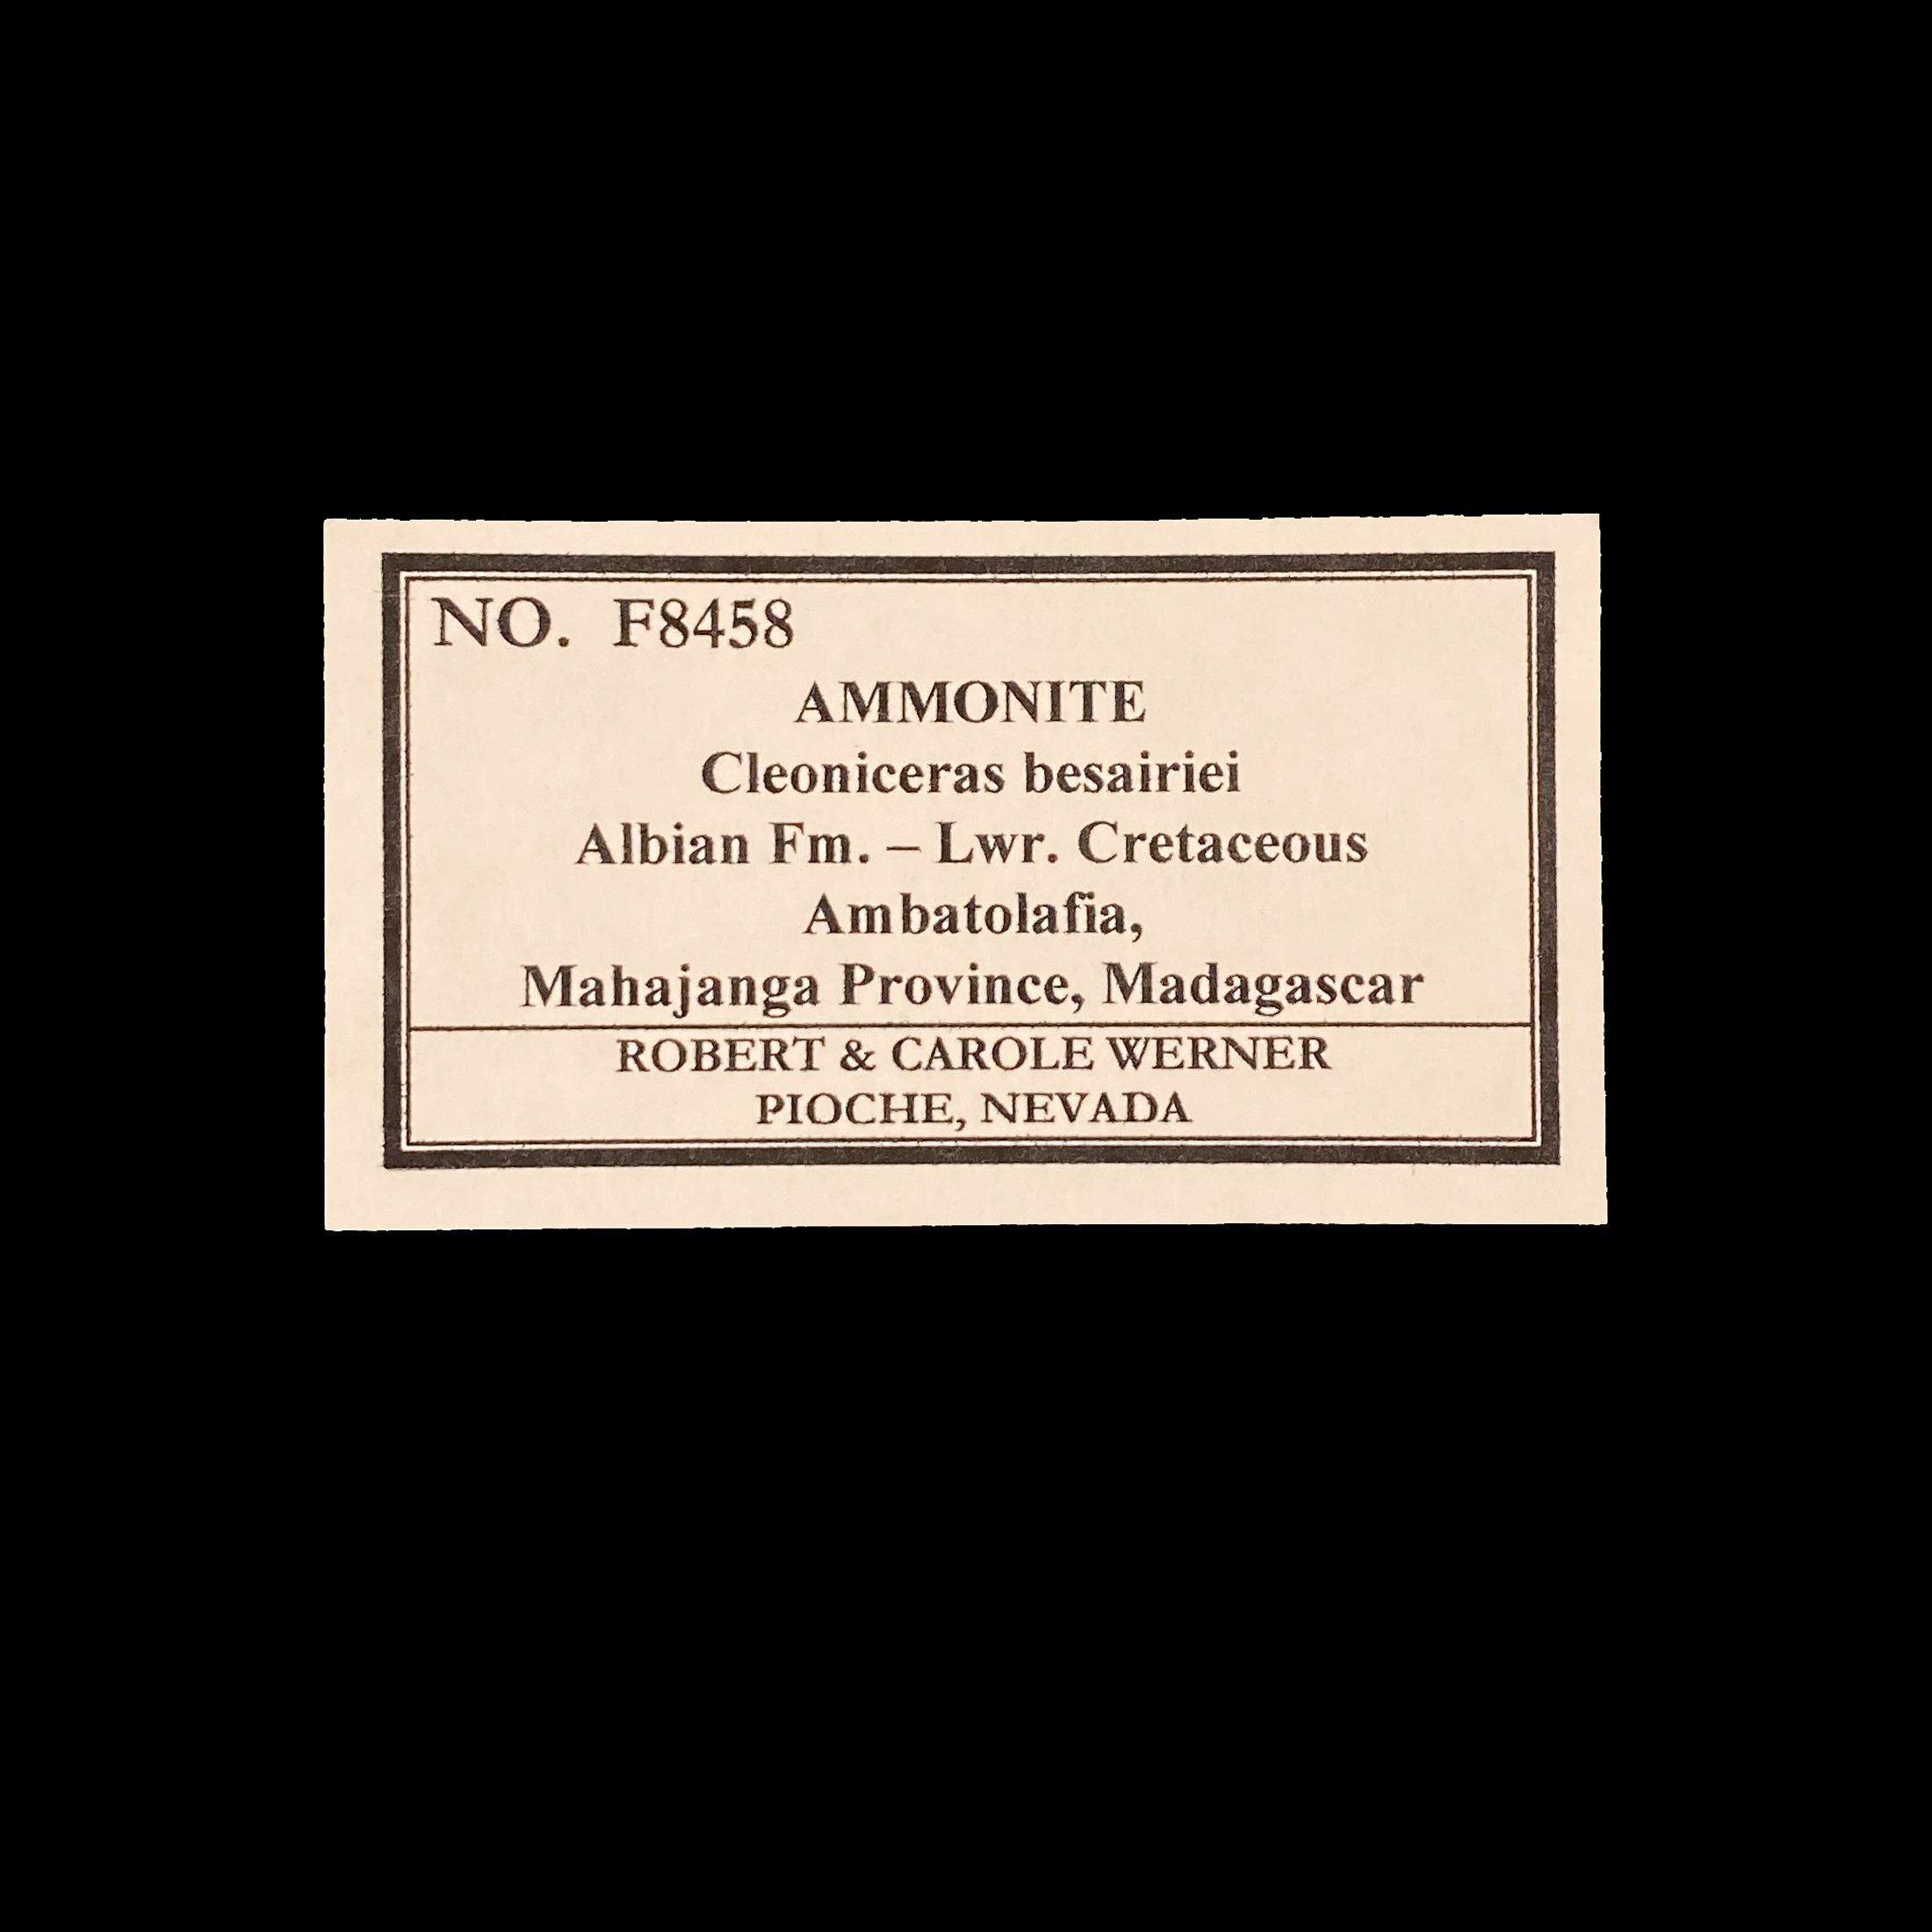 NO. F8458
AMMONITE
Cleoniceras besairiei
Albian Fm. – Lwr. Cretaceous
Ambatolafia,
Mahajanga Province, Madagascar
ROBERT & CAROLE WERNER
PIOCHE, NEVADA